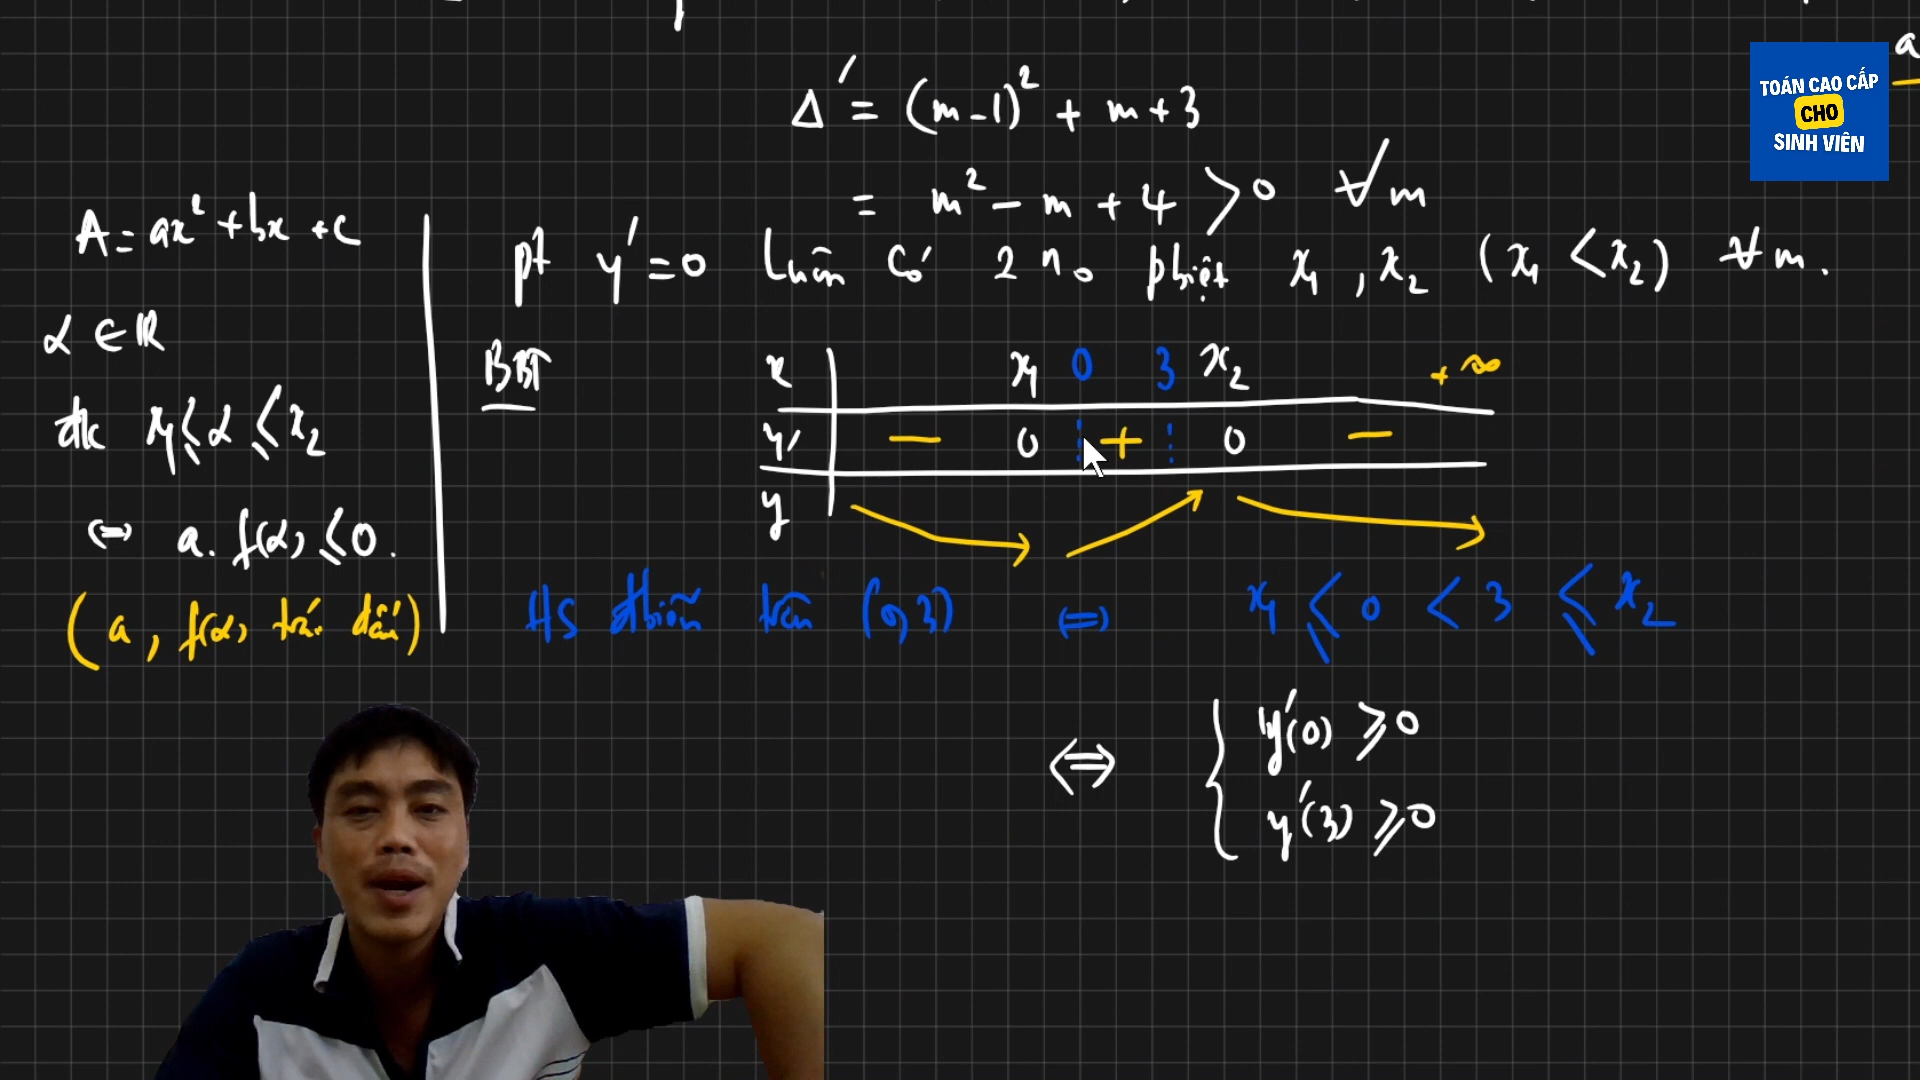 a
TOÁN CAO CẤP
CHO
SINH VIÊN
Δ' = (m-1)² + m+3
= m² - m + 4 > 0 ∀m
A = ax² + bx + c
α ∈ ℝ
đk x₁ ≤ α ≤ x₂
(=) a. f(α) ≤ 0.
(a, f(α) trái dấu)
pt y' = 0 Luôn có 2 n₀ pbiệt x₁, x₂ (x₁ < x₂) ∀m.
BBT
x x₁ 0 3 x₂ +∞
y' - 0 + 0 -
y
HS đbiến trên (0,3) (=) x₁ ≤ 0 < 3 ≤ x₂
⇔ { y'(0) ≥ 0
y'(3) ≥ 0